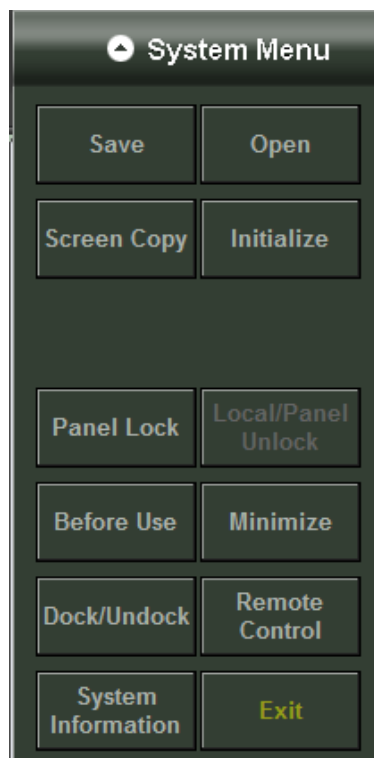 System Menu
Save
Open
Screen Copy
Initialize
Panel Lock
Local/Panel
Unlock
Before Use
Minimize
Dock/Undock
Remote
Control
System
Information
Exit